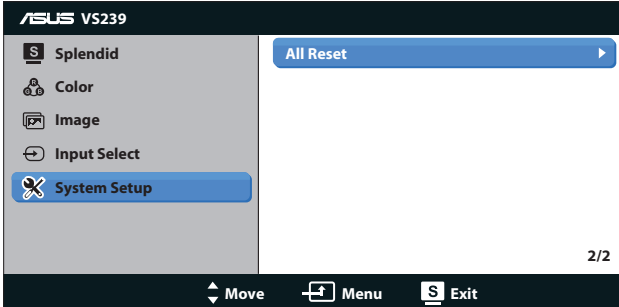 ASUS VS239
S Splendid
Color
Image
Input Select
System Setup
All Reset
2/2
Move Menu S Exit